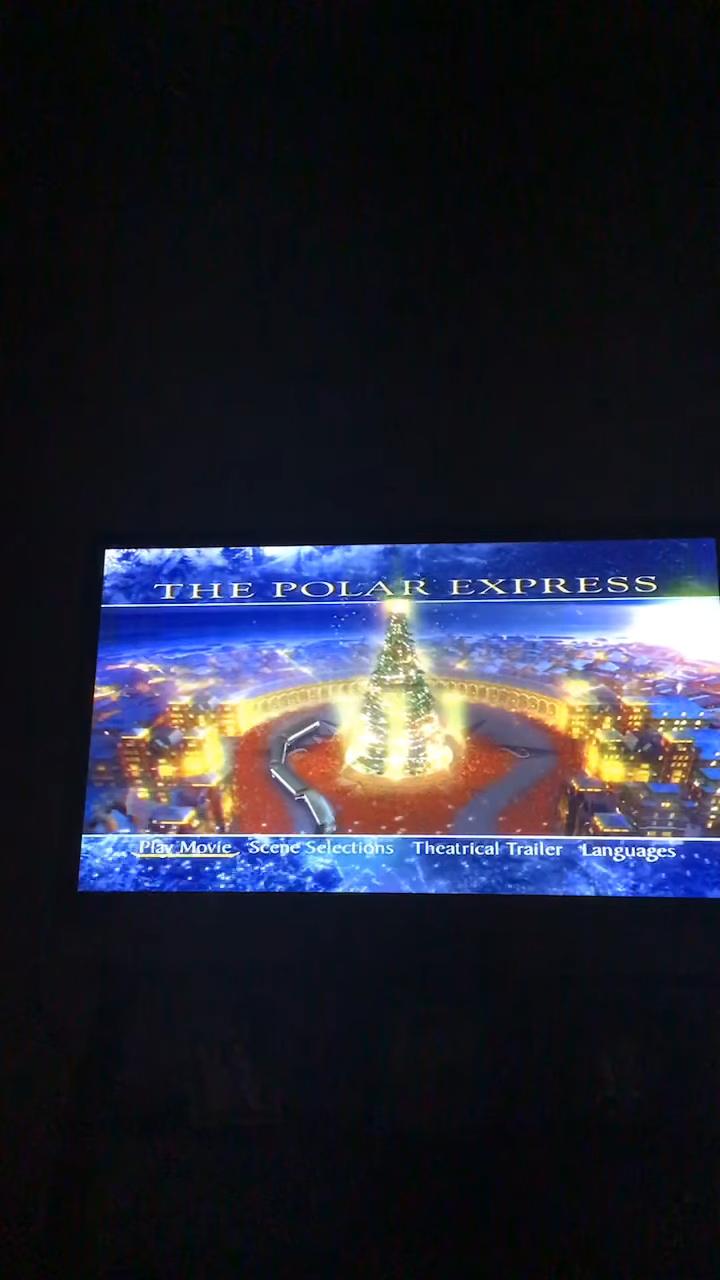 THE POLAR EXPRESS
Play Movie Scene Selections Theatrical Trailer Languages